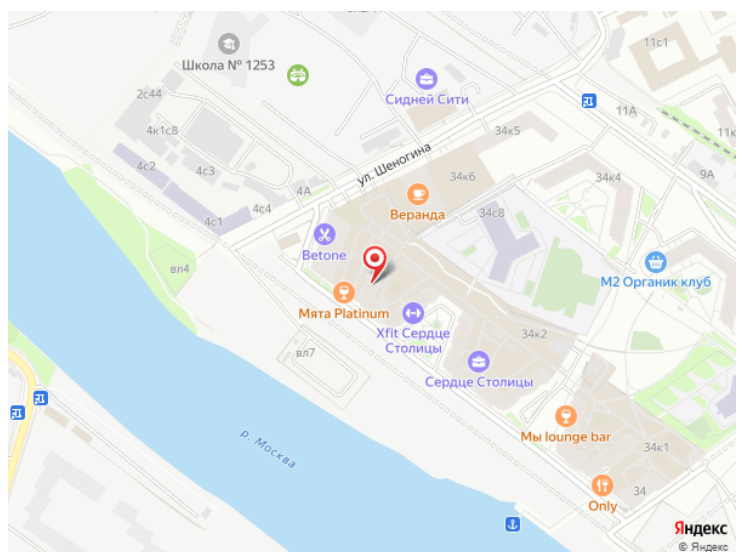 11с1
Школа № 1253
Сидней Сити
2с44
11А
11к
34к5
4к1с8
ул. Шеногина
4с2
4с3
34к6
34к4
9А
4А
4с4
4с1
Веранда
34с8
Betone
вл4
М2 Органик клуб
Мята Platinum
Xfit Сердце
Столицы
34к2
вл7
Сердце Столицы
р. Москва
Мы lounge bar
34к1
34
Only
Яндекс
© Яндекс